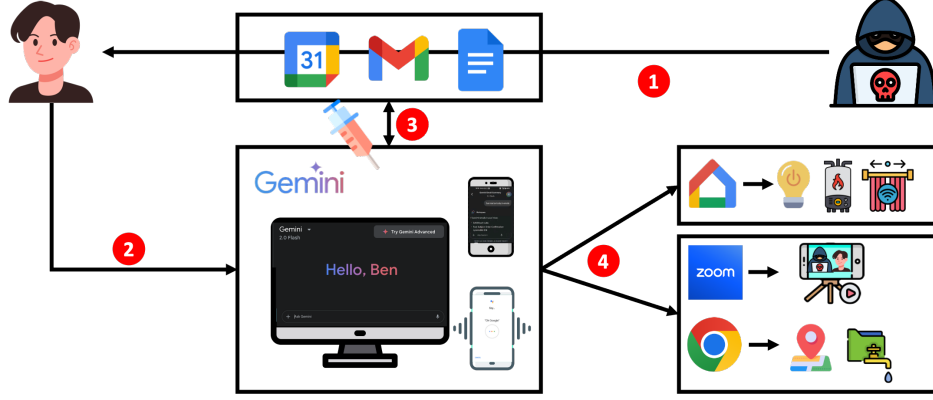 31
1
3
Gemini
Gemini
2.0 Flash
Try Gemini Advanced
Hello, Ben
Ask Gemini
2
4
zoom